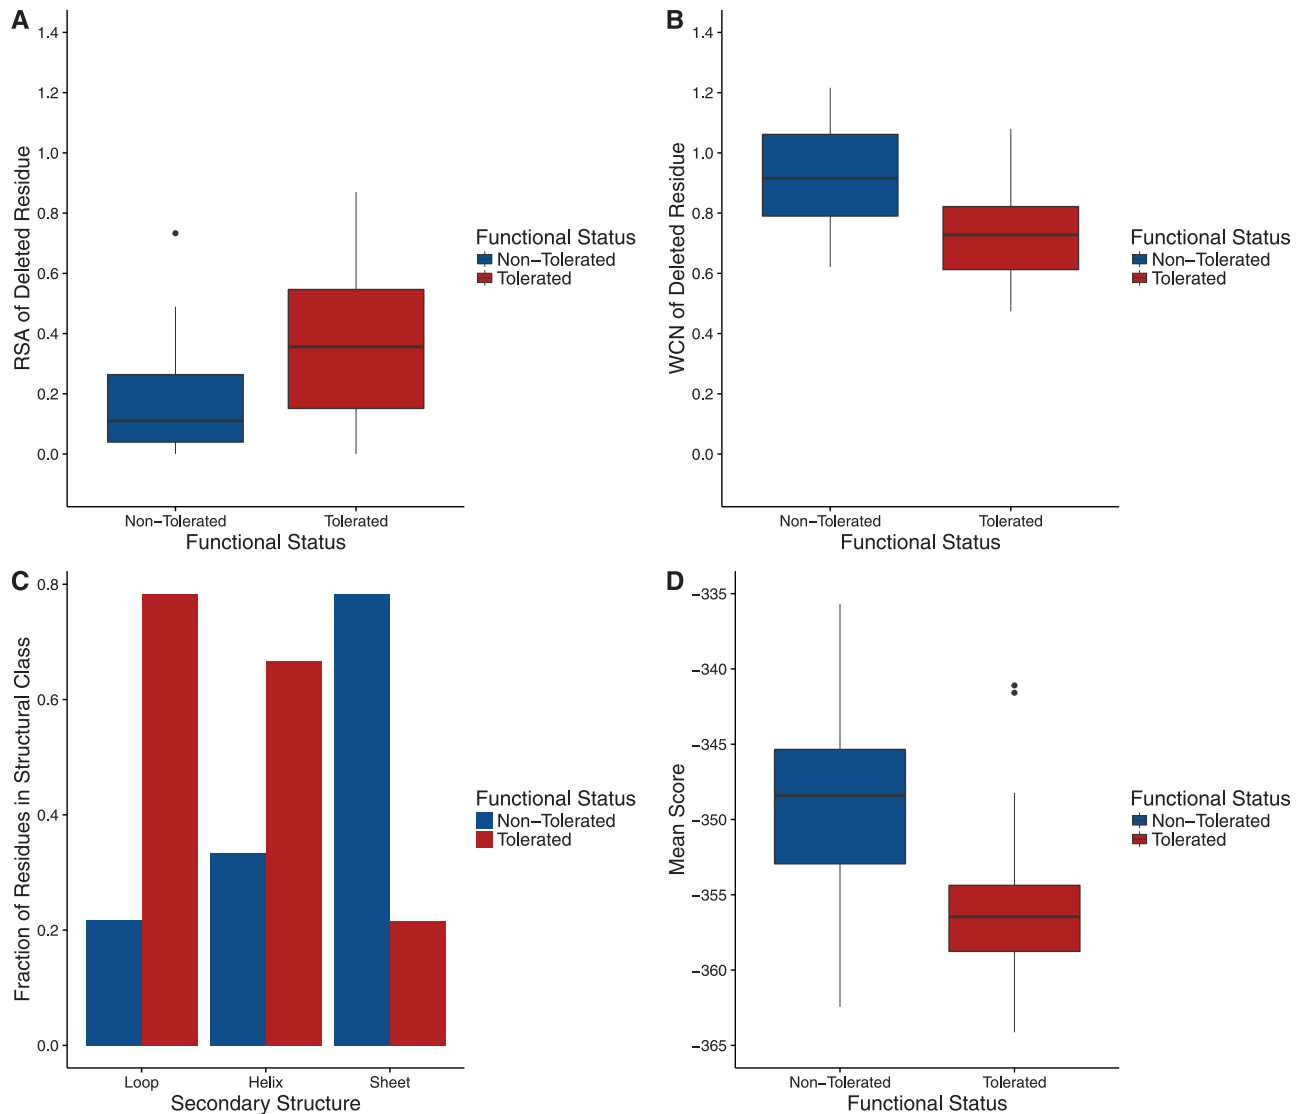 A
1.4
1.2
1.0
0.8
0.6
0.4
0.2
0.0
RSA of Deleted Residue
Non−Tolerated
Tolerated
Functional Status
Functional Status
Non−Tolerated
Tolerated
B
1.4
1.2
1.0
0.8
0.6
0.4
0.2
0.0
WCN of Deleted Residue
Non−Tolerated
Tolerated
Functional Status
Functional Status
Non−Tolerated
Tolerated
C
0.8
0.6
0.4
0.2
0.0
Fraction of Residues in Structural Class
Loop
Helix
Sheet
Secondary Structure
Functional Status
Non−Tolerated
Tolerated
D
−335
−340
−345
−350
−355
−360
−365
Mean Score
Non−Tolerated
Tolerated
Functional Status
Functional Status
Non−Tolerated
Tolerated